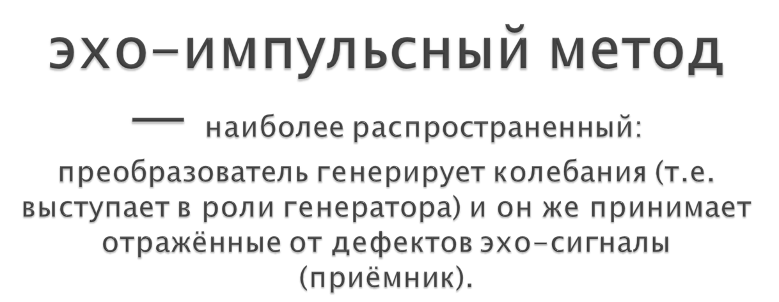 эхо-импульсный метод
— наиболее распространенный:
преобразователь генерирует колебания (т.е.
выступает в роли генератора) и он же принимает
отражённые от дефектов эхо-сигналы
(приёмник).